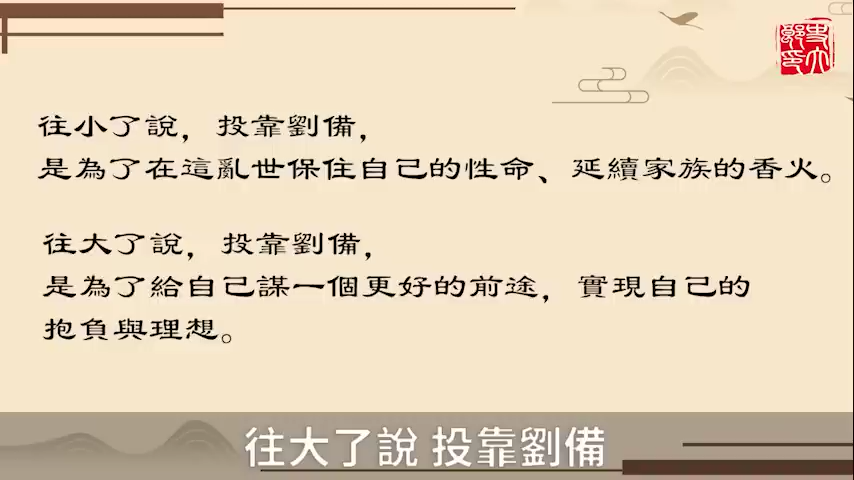 往小了說，投靠劉備，
是為了在這亂世保住自己的性命、延續家族的香火。
往大了說，投靠劉備，
是為了給自己謀一個更好的前途，實現自己的
抱負與理想。
往大了說 投靠劉備